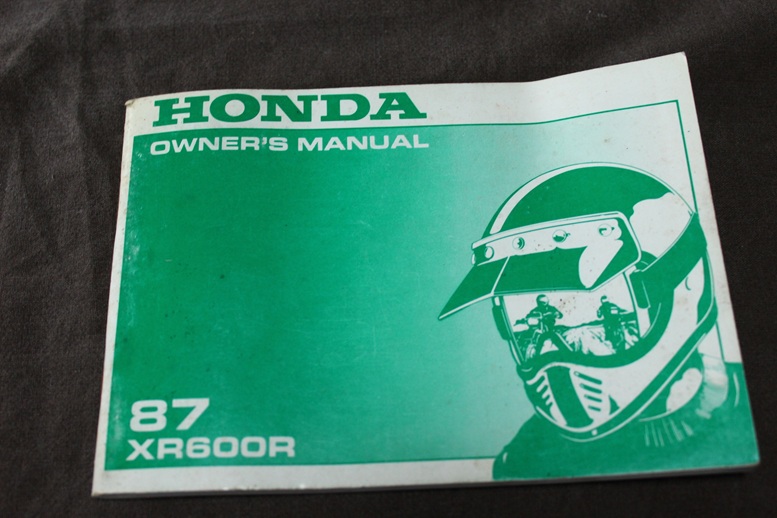 HONDA
OWNER'S MANUAL
87
XR600R